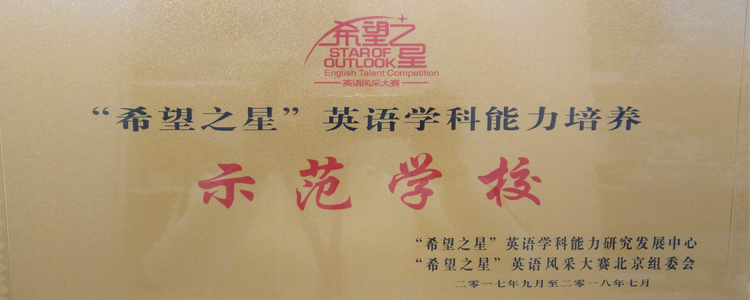 希望之星
STAR OF
OUTLOOK
English Talent Competition
英语风采大赛
“希望之星”英语学科能力培养
示范学校
“希望之星”英语学科能力研究发展中心
“希望之星”英语风采大赛北京组委会
二零一七年九月至二零一八年七月